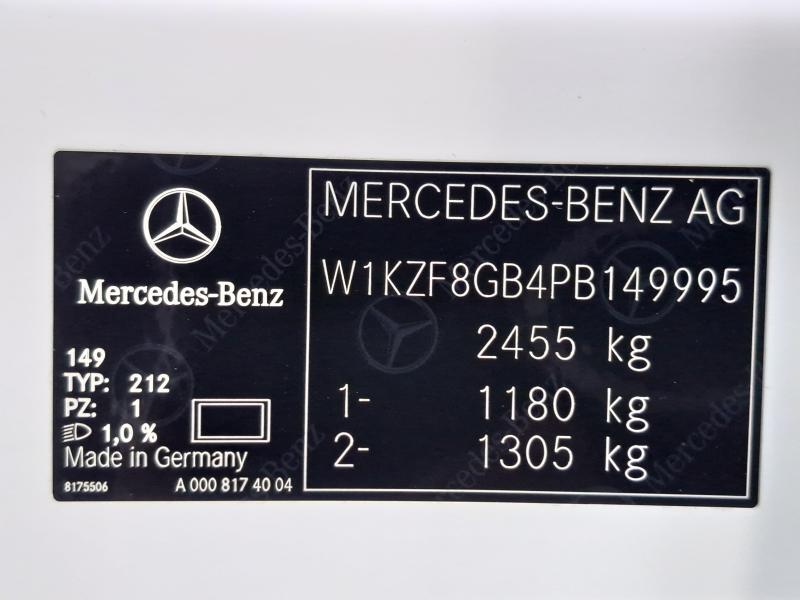 Mercedes-Benz
149
TYP: 212
PZ: 1
1,0 %
Made in Germany
8175506 A 000 817 40 04
MERCEDES-BENZ AG
W1KZF8GB4PB149995
2455 kg
1- 1180 kg
2- 1305 kg